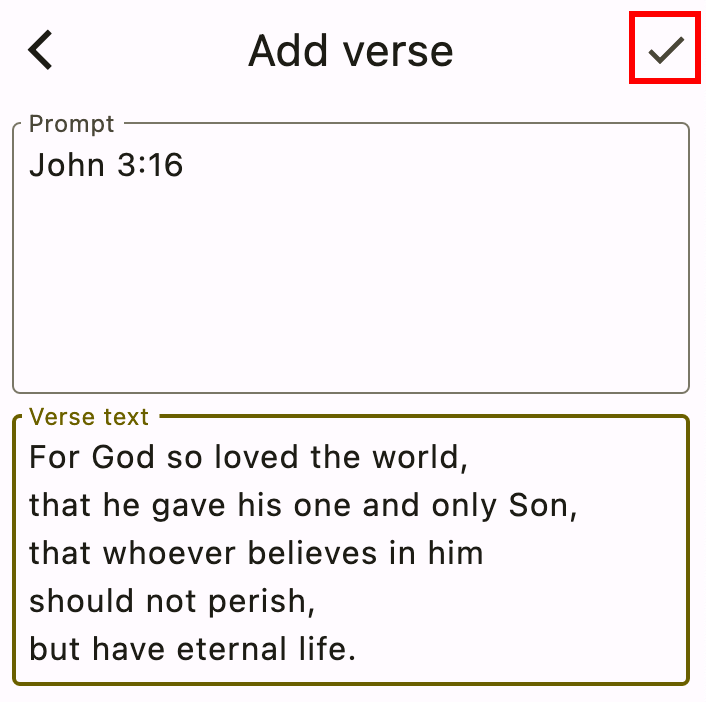 Add verse
Prompt
John 3:16
Verse text
For God so loved the world,
that he gave his one and only Son,
that whoever believes in him
should not perish,
but have eternal life.